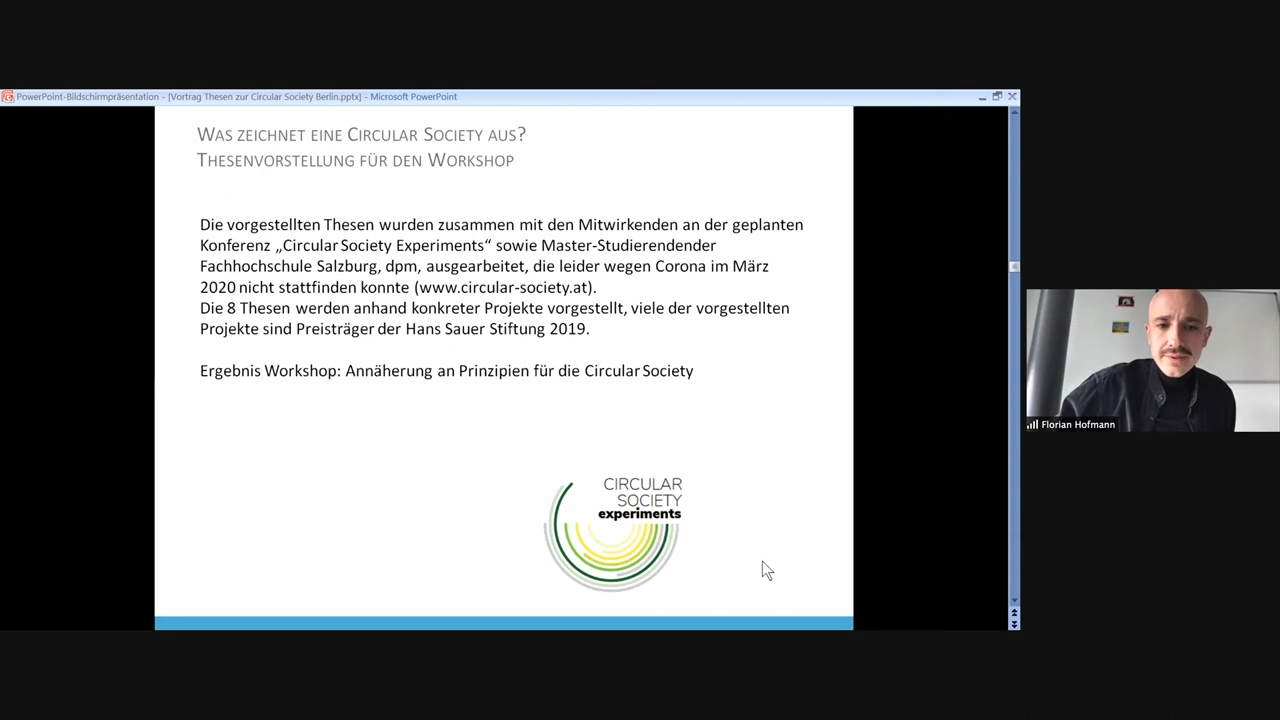 PowerPoint-Bildschirmpräsentation - [Vortrag Thesen zur Circular Society Berlin.pptx] - Microsoft PowerPoint
WAS ZEICHNET EINE CIRCULAR SOCIETY AUS?
THESENVORSTELLUNG FÜR DEN WORKSHOP
Die vorgestellten Thesen wurden zusammen mit den Mitwirkenden an der geplanten
Konferenz „Circular Society Experiments“ sowie Master-Studierendender
Fachhochschule Salzburg, dpm, ausgearbeitet, die leider wegen Corona im März
2020 nicht stattfinden konnte (www.circular-society.at).
Die 8 Thesen werden anhand konkreter Projekte vorgestellt, viele der vorgestellten
Projekte sind Preisträger der Hans Sauer Stiftung 2019.
Ergebnis Workshop: Annäherung an Prinzipien für die Circular Society
CIRCULAR
SOCIETY
experiments
Florian Hofmann